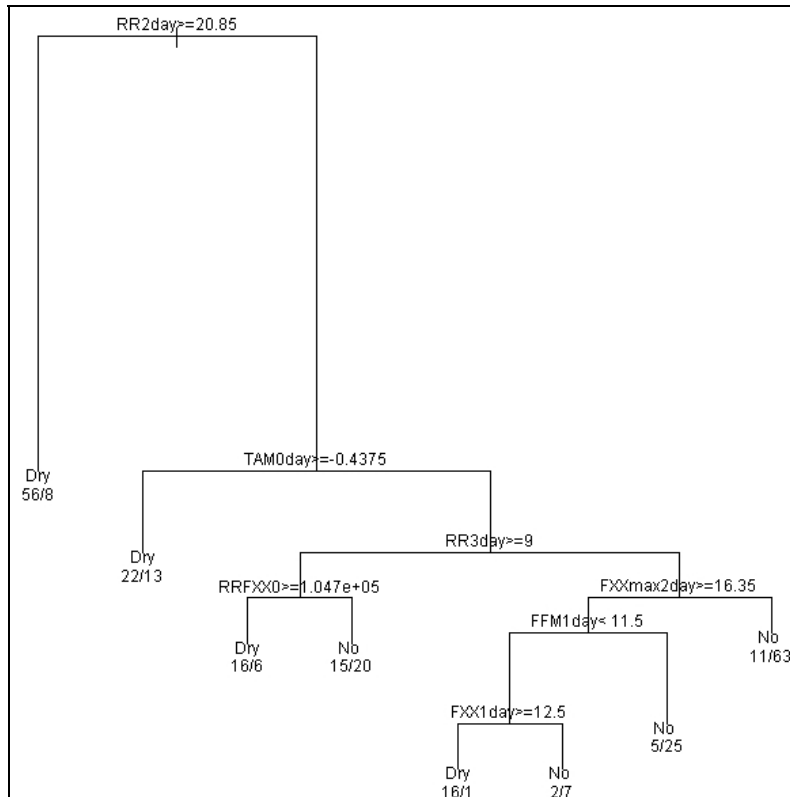 RR2day>=20.85
TAM0day>=-0.4375
Dry
56/8
RR3day>=9
Dry
22/13
RRFXX0>=1.047e+05
FXXmax2day>=16.35
FFM1day< 11.5
Dry
16/6
No
15/20
No
11/63
FXX1day>=12.5
No
5/25
Dry
16/1
No
2/7